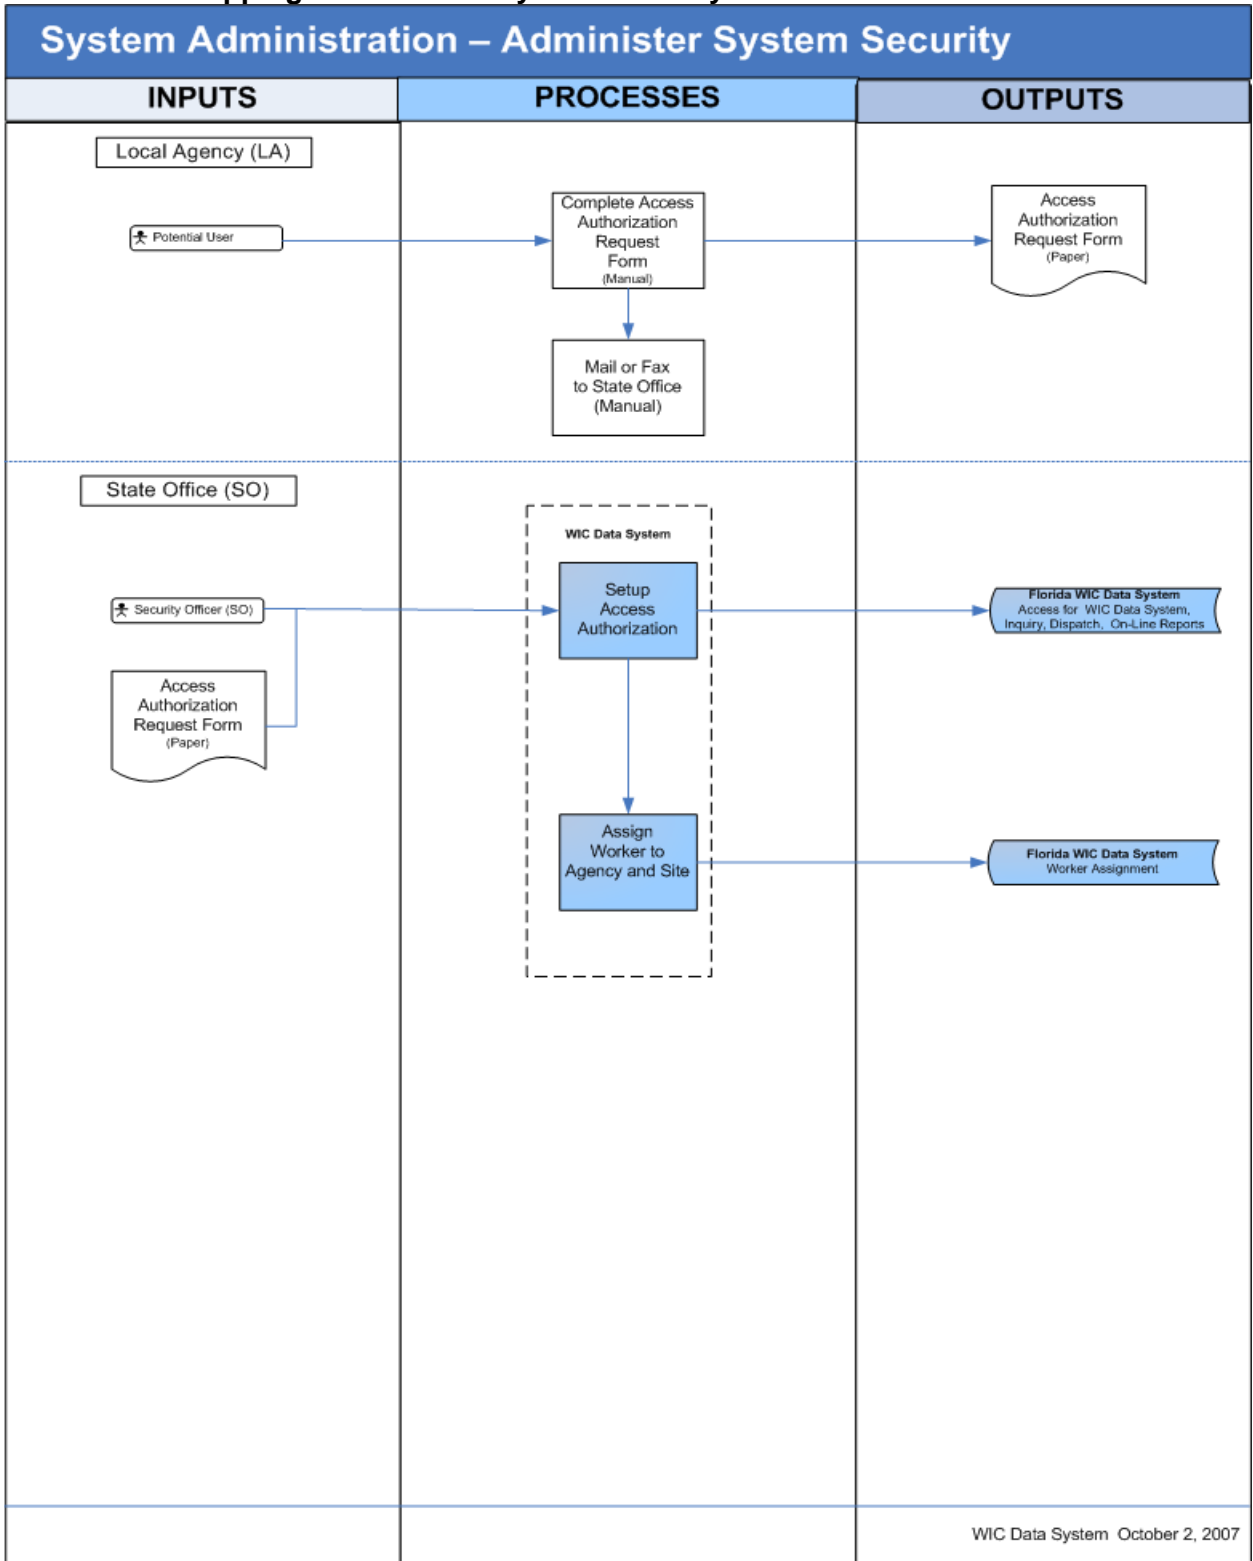 System Administration – Administer System Security
INPUTS
PROCESSES
OUTPUTS
Local Agency (LA)
Potential User
Complete Access
Authorization
Request
Form
(Manual)
Access
Authorization
Request Form
(Paper)
Mail or Fax
to State Office
(Manual)
State Office (SO)
WIC Data System
Security Officer (SO)
Setup
Access
Authorization
Florida WIC Data System
Access for WIC Data System,
Inquiry, Dispatch, On-Line Reports
Access
Authorization
Request Form
(Paper)
Assign
Worker to
Agency and Site
Florida WIC Data System
Worker Assignment
WIC Data System October 2, 2007